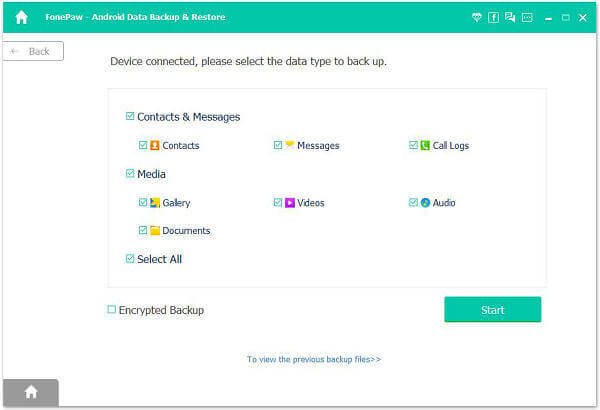 FonePaw - Android Data Backup & Restore
Back
Device connected, please select the data type to back up.
Contacts & Messages
Contacts Messages Call Logs
Media
Gallery Videos Audio
Documents
Select All
Encrypted Backup Start
To view the previous backup files>>